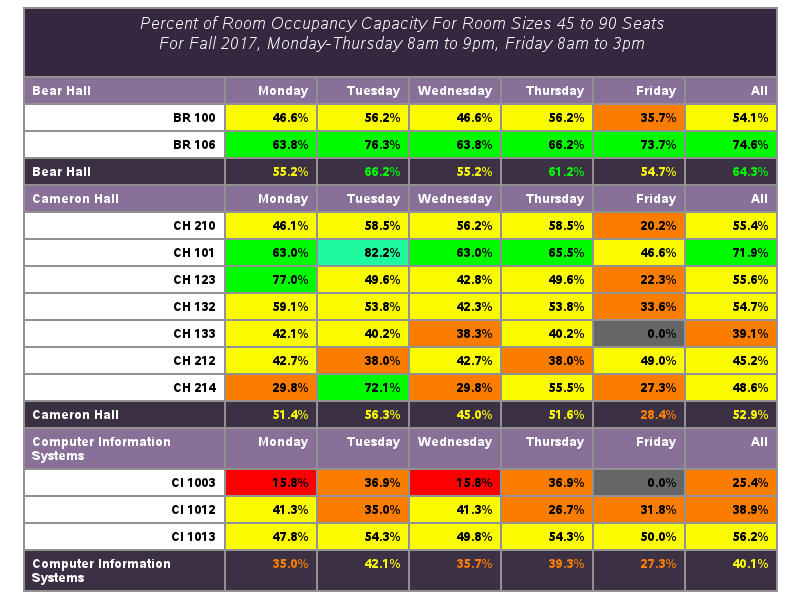 Percent of Room Occupancy Capacity For Room Sizes 45 to 90 Seats
For Fall 2017, Monday-Thursday 8am to 9pm, Friday 8am to 3pm
Bear Hall Monday Tuesday Wednesday Thursday Friday All
BR 100 46.6% 56.2% 46.6% 56.2% 35.7% 54.1%
BR 106 63.8% 76.3% 63.8% 66.2% 73.7% 74.6%
Bear Hall 55.2% 66.2% 55.2% 61.2% 54.7% 64.3%
Cameron Hall Monday Tuesday Wednesday Thursday Friday All
CH 210 46.1% 58.5% 56.2% 58.5% 20.2% 55.4%
CH 101 63.0% 82.2% 63.0% 65.5% 46.6% 71.9%
CH 123 77.0% 49.6% 42.8% 49.6% 22.3% 55.6%
CH 132 59.1% 53.8% 42.3% 53.8% 33.6% 54.7%
CH 133 42.1% 40.2% 38.3% 40.2% 0.0% 39.1%
CH 212 42.7% 38.0% 42.7% 38.0% 49.0% 45.2%
CH 214 29.8% 72.1% 29.8% 55.5% 27.3% 48.6%
Cameron Hall 51.4% 56.3% 45.0% 51.6% 28.4% 52.9%
Computer Information Monday Tuesday Wednesday Thursday Friday All
Systems
CI 1003 15.8% 36.9% 15.8% 36.9% 0.0% 25.4%
CI 1012 41.3% 35.0% 41.3% 26.7% 31.8% 38.9%
CI 1013 47.8% 54.3% 49.8% 54.3% 50.0% 56.2%
Computer Information 35.0% 42.1% 35.7% 39.3% 27.3% 40.1%
Systems